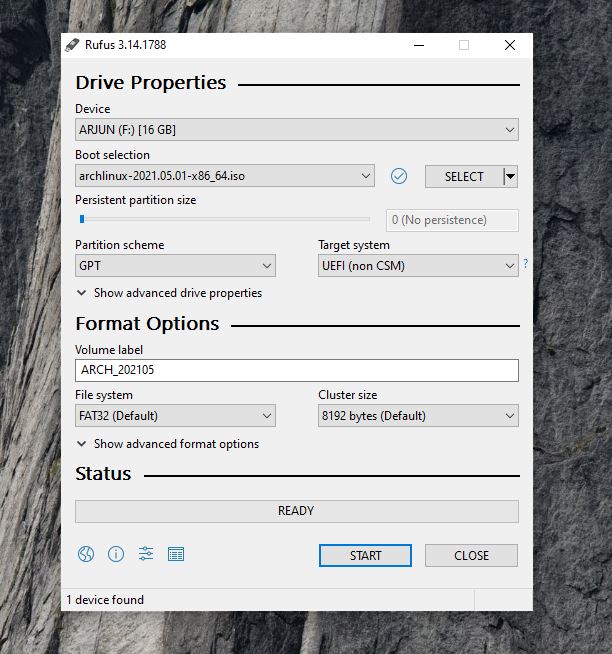 Rufus 3.14.1788
Drive Properties
Device
ARJUN (F:) [16 GB]
Boot selection
archlinux-2021.05.01-x86_64.iso
SELECT
Persistent partition size
0 (No persistence)
Partition scheme
Target system
GPT
UEFI (non CSM)
?
Show advanced drive properties
Format Options
Volume label
ARCH_202105
File system
Cluster size
FAT32 (Default)
8192 bytes (Default)
Show advanced format options
Status
READY
START
CLOSE
1 device found